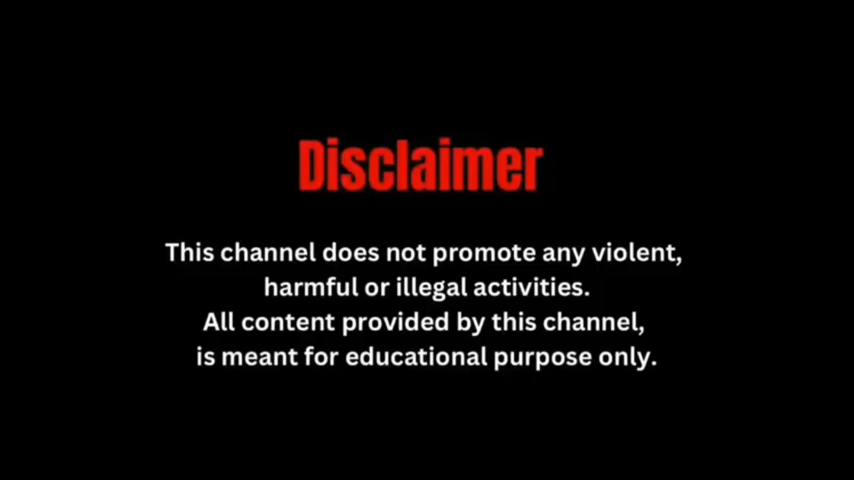 Disclaimer
This channel does not promote any violent,
harmful or illegal activities.
All content provided by this channel,
is meant for educational purpose only.